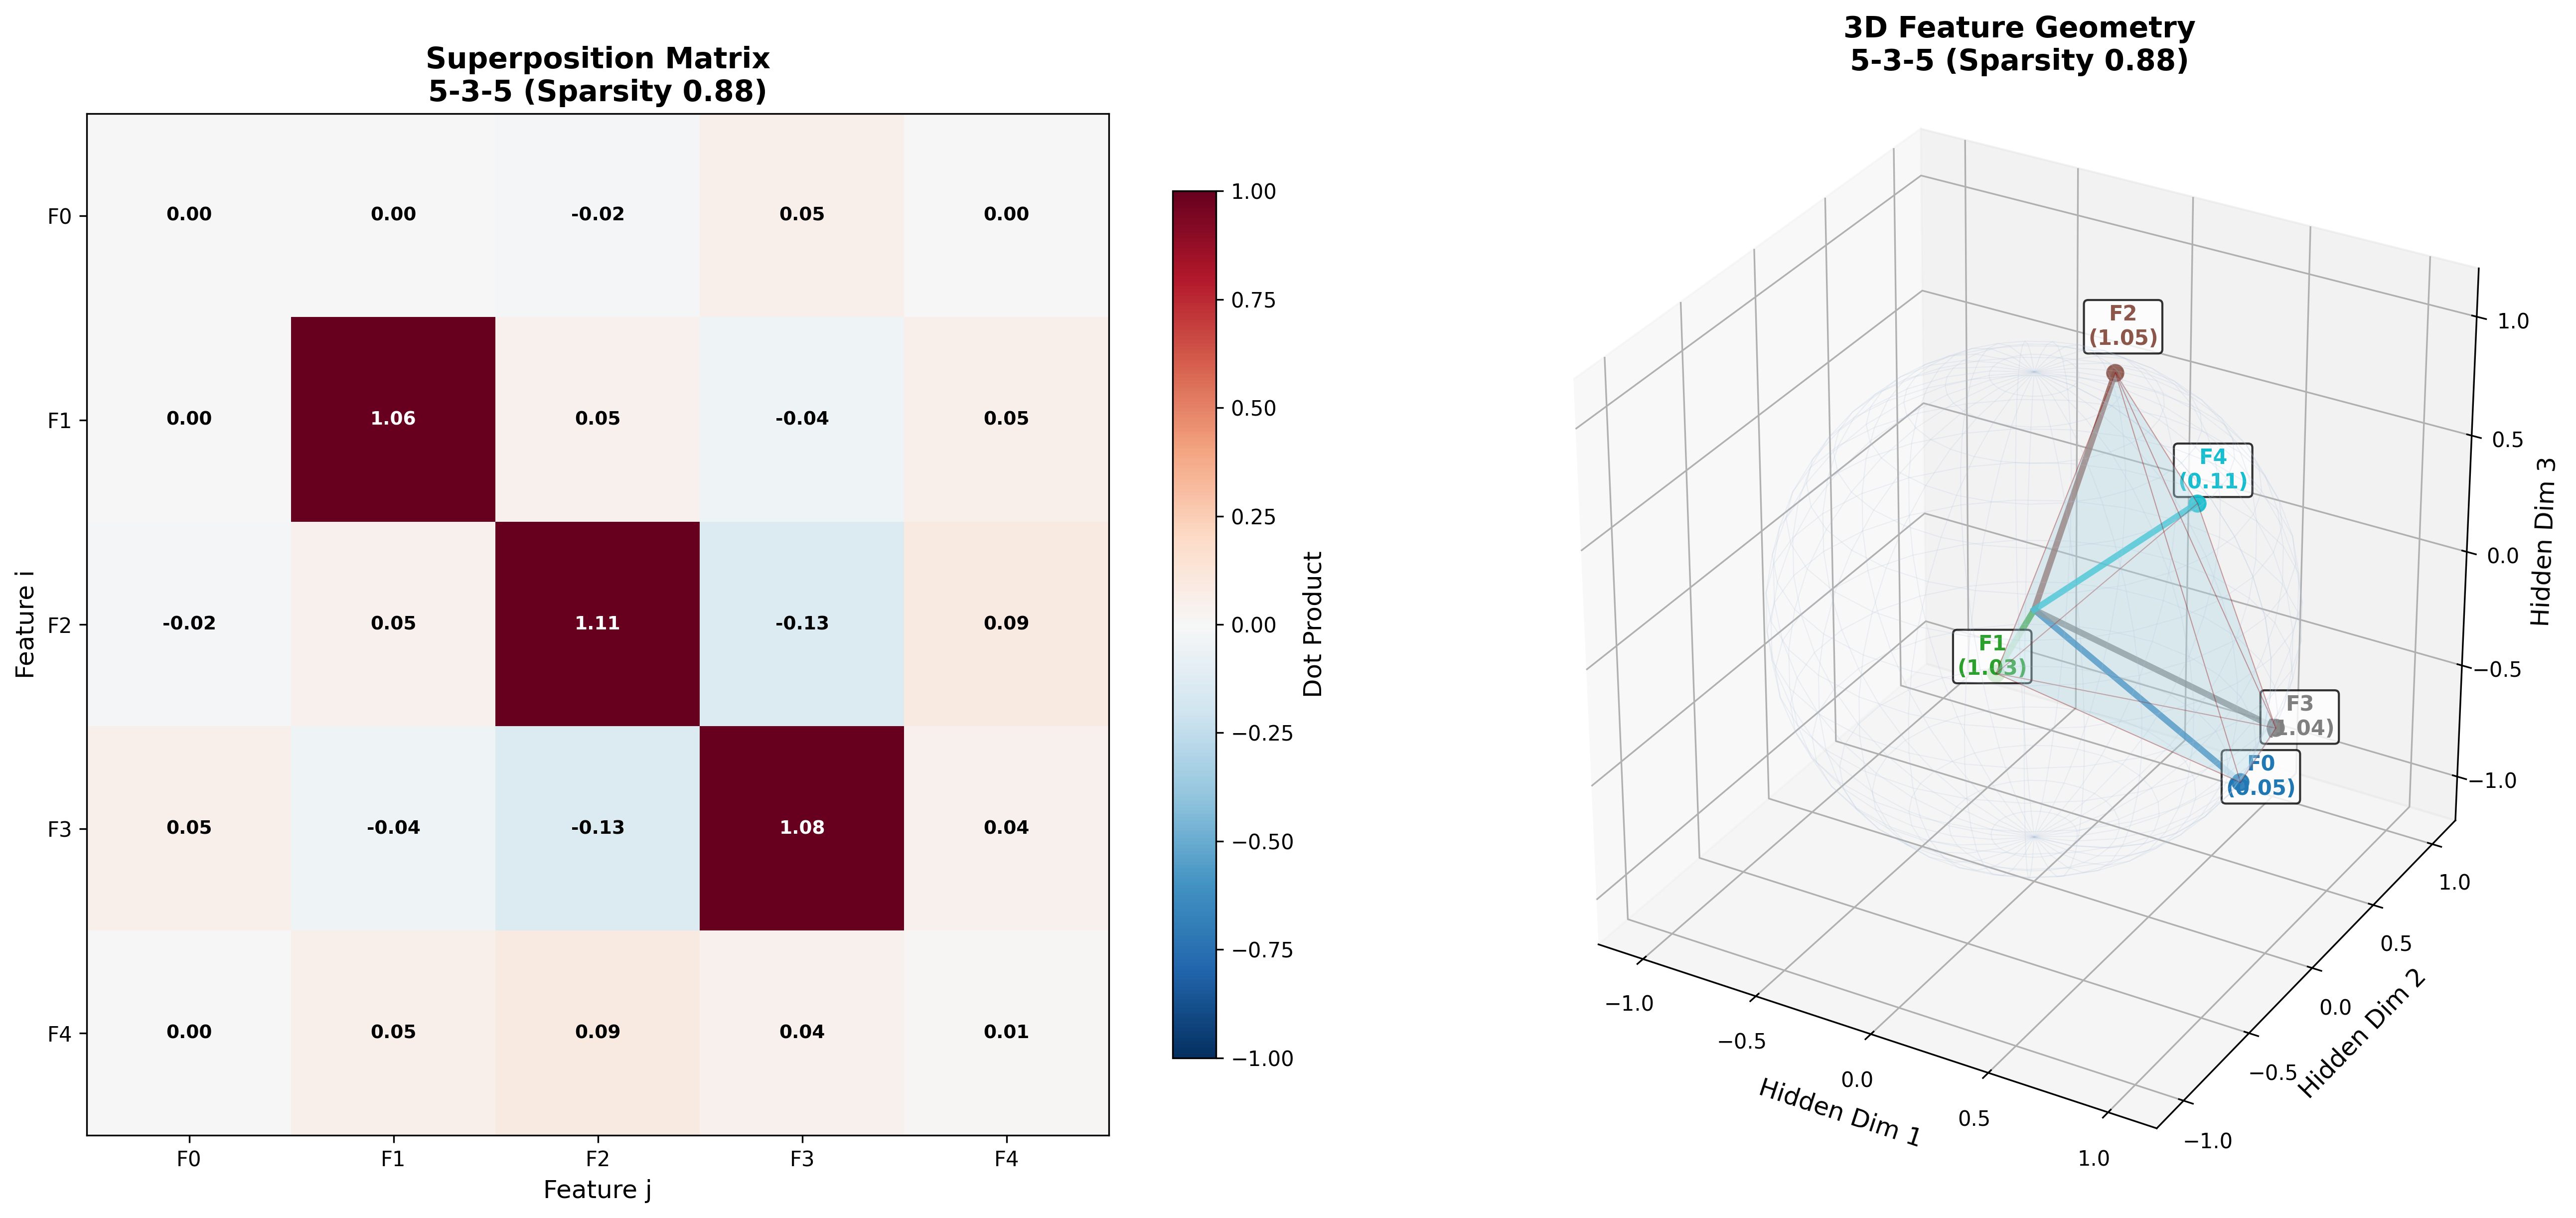 Superposition Matrix
5-3-5 (Sparsity 0.88)
F0
0.00 0.00 -0.02 0.05 0.00
F1
0.00 1.06 0.05 -0.04 0.05
F2
-0.02 0.05 1.11 -0.13 0.09
F3
0.05 -0.04 -0.13 1.08 0.04
F4
0.00 0.05 0.09 0.04 0.01
F0 F1 F2 F3 F4
Feature j
Feature i
1.00
0.75
0.50
0.25
0.00
−0.25
−0.50
−0.75
−1.00
Dot Product
3D Feature Geometry
5-3-5 (Sparsity 0.88)
F2
(1.05)
F4
(0.11)
F1
(1.03)
F3
(1.04)
F0
(0.05)
1.0
0.5
0.0
−0.5
−1.0
Hidden Dim 3
1.0
0.5
0.0
−0.5
−1.0
Hidden Dim 2
−1.0
−0.5
0.0
0.5
1.0
Hidden Dim 1